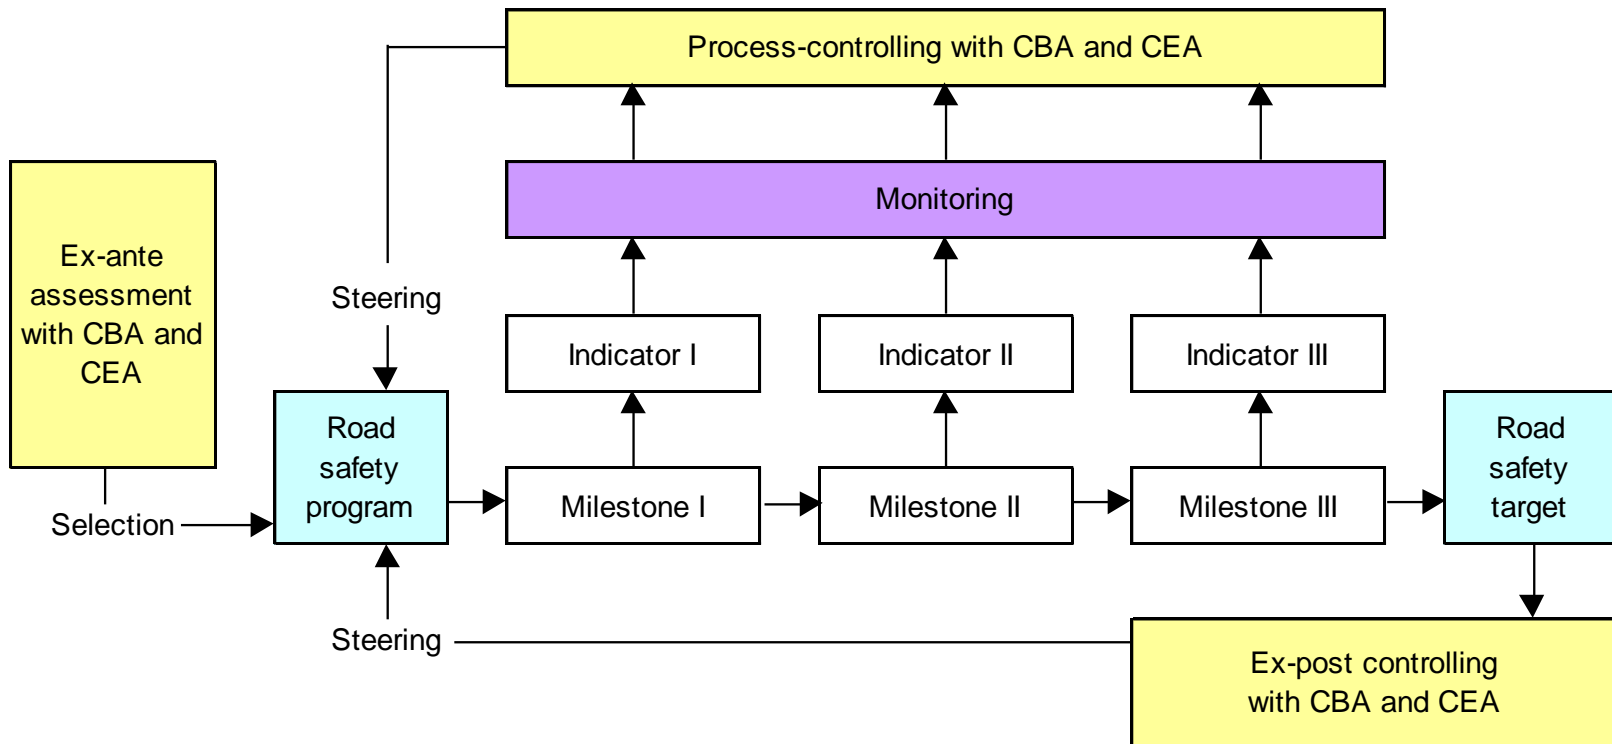 Process-controlling with CBA and CEA
Monitoring
Ex-ante
assessment
with CBA and
CEA
Steering
Indicator I
Indicator II
Indicator III
Road
safety
program
Road
safety
target
Milestone I
Milestone II
Milestone III
Selection
Steering
Ex-post controlling
with CBA and CEA